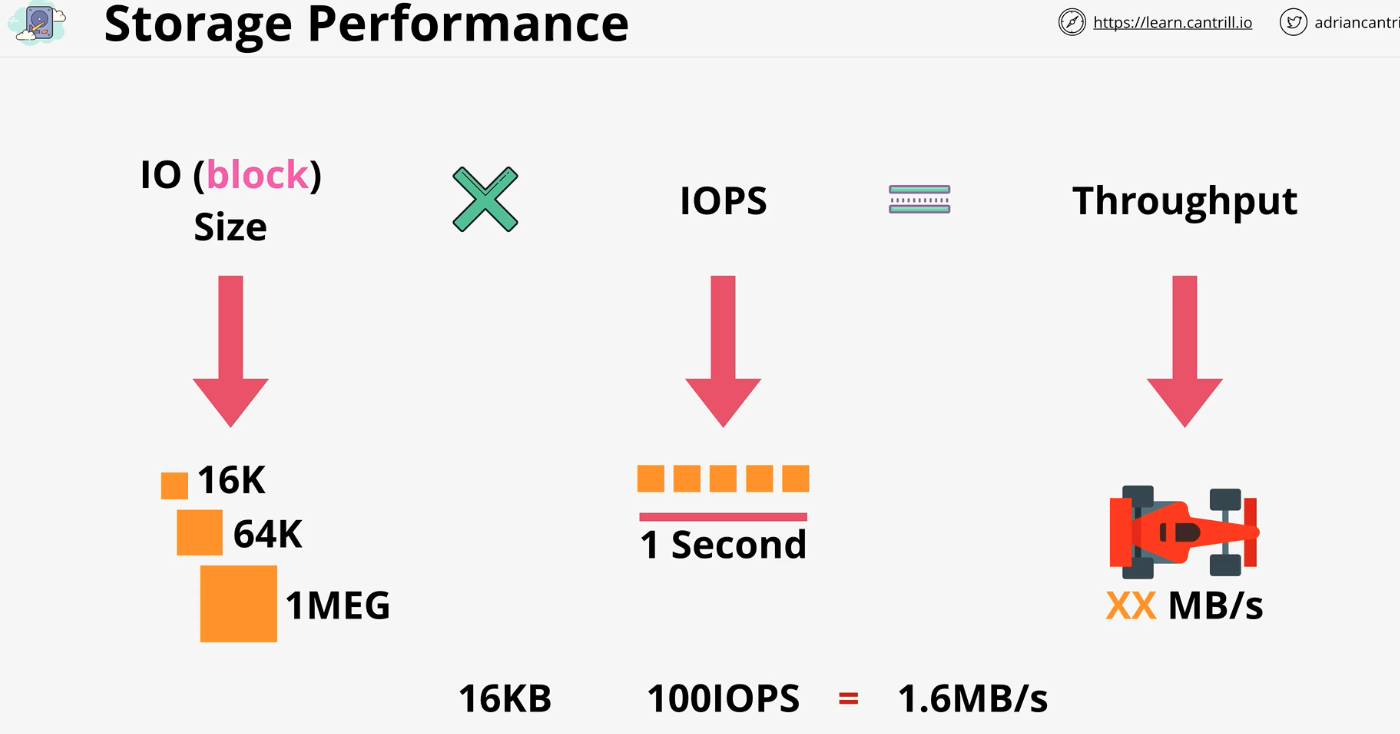 Storage Performance
https://learn.cantrill.io
adriancantri
IO (block)
Size
IOPS
Throughput
16K
64K
1MEG
1 Second
XX MB/s
16KB 100IOPS = 1.6MB/s